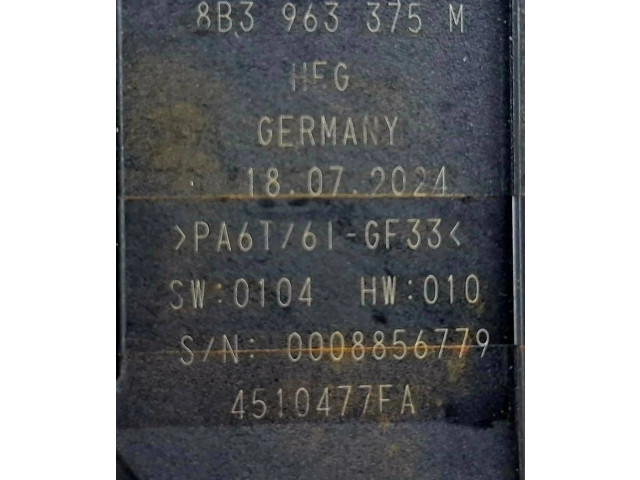 8B3 963 375 M
HFG
GERMANY
18.07.2024
>PA6T/6I-GF33<
SW:0104 HW:010
S/N: 0008856779
4510477FA